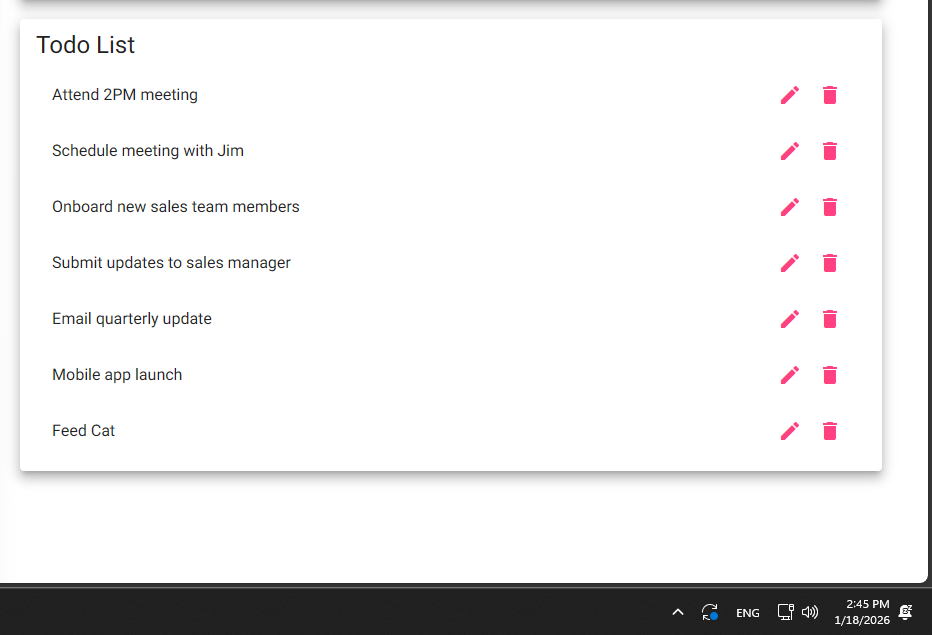 Todo List
Attend 2PM meeting
Schedule meeting with Jim
Onboard new sales team members
Submit updates to sales manager
Email quarterly update
Mobile app launch
Feed Cat
ENG
2:45 PM
1/18/2026